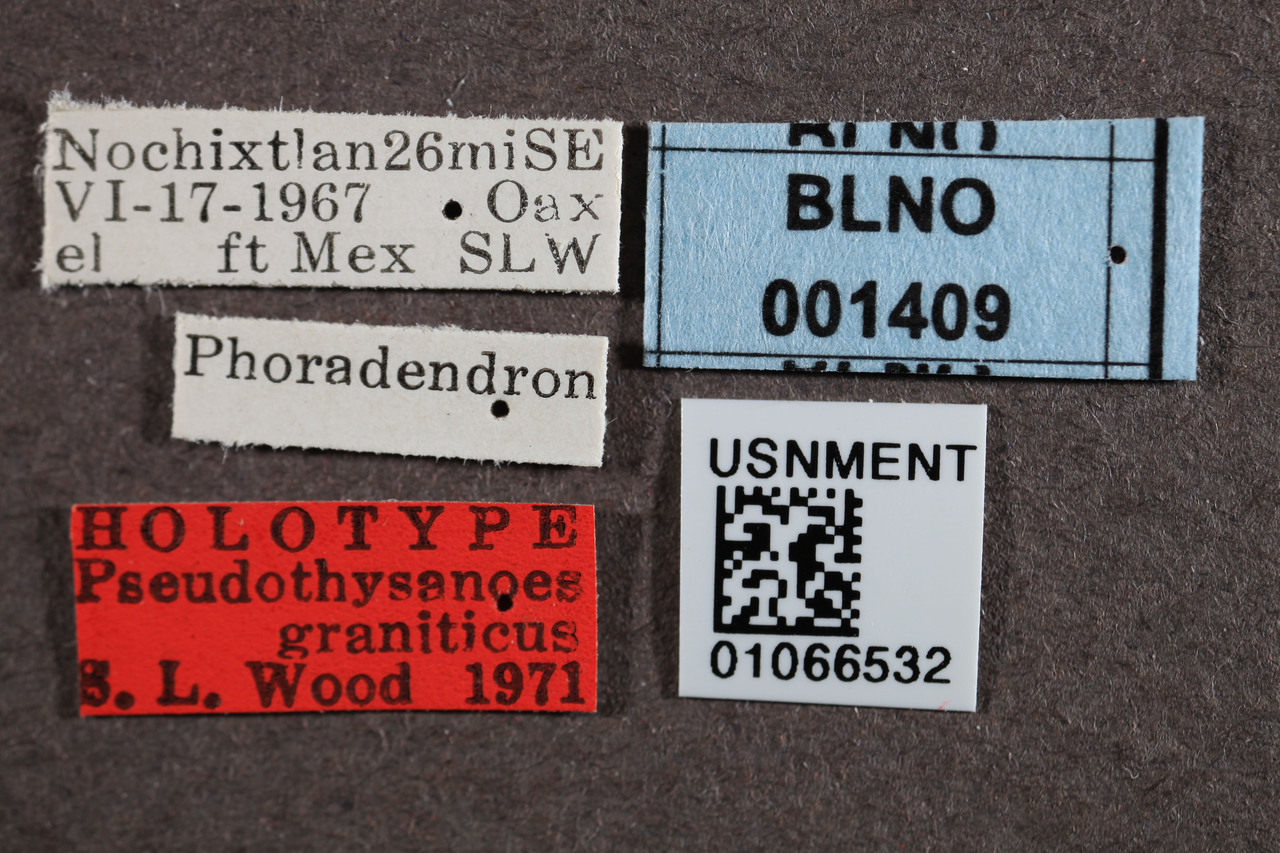 Nochixtlan26miSE
VI-17-1967 Oax
el ft Mex SLW
Phoradendron
HOLOTYPE
Pseudothysanoes
graniticus
S. L. Wood 1971
BLNO
001409
USNMENT
01066532